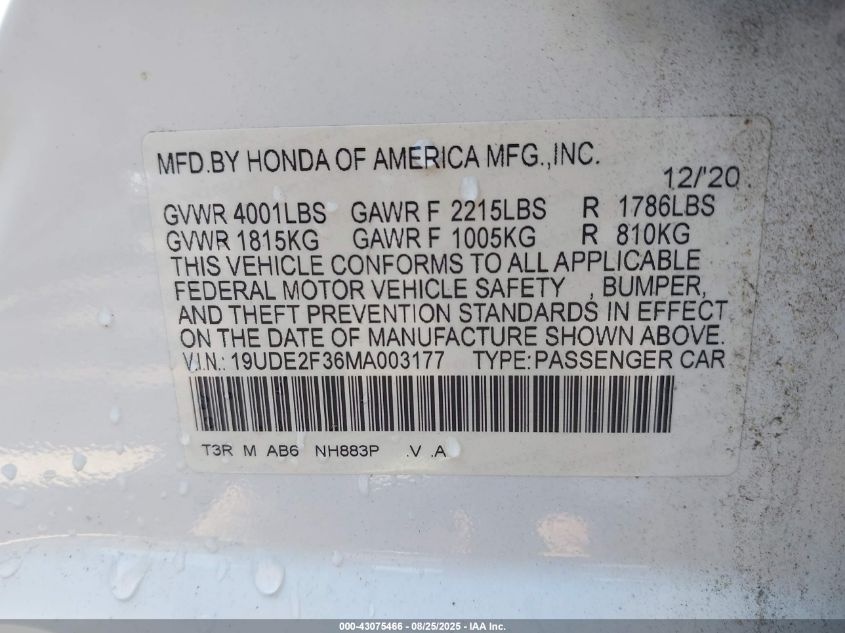 MFD.BY HONDA OF AMERICA MFG.,INC.
12/'20
GVWR 4001LBS GAWR F 2215LBS R 1786LBS
GVWR 1815KG GAWR F 1005KG R 810KG
THIS VEHICLE CONFORMS TO ALL APPLICABLE
FEDERAL MOTOR VEHICLE SAFETY , BUMPER,
AND THEFT PREVENTION STANDARDS IN EFFECT
ON THE DATE OF MANUFACTURE SHOWN ABOVE.
V.I.N.: 19UDE2F36MA003177 TYPE:PASSENGER CAR
T3R M AB6 NH883P .V .A
000-43075466 - 08/25/2025 - IAA Inc.